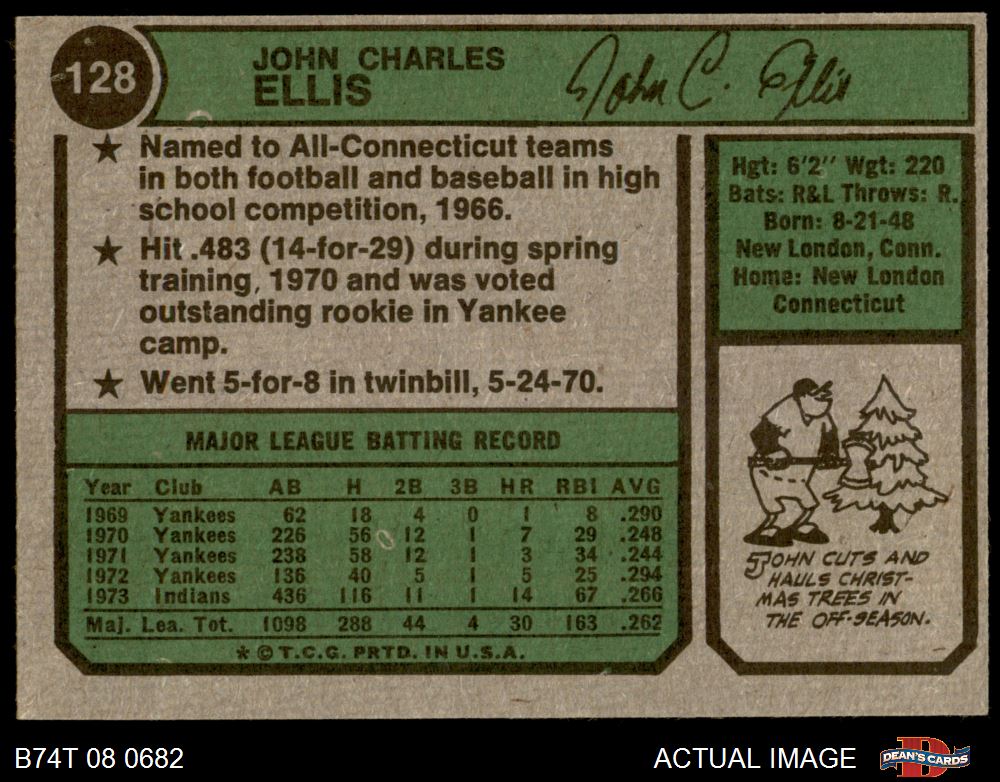 128
JOHN CHARLES
ELLIS
John C. Ellis
★ Named to All-Connecticut teams
in both football and baseball in high
school competition, 1966.
★ Hit .483 (14-for-29) during spring
training, 1970 and was voted
outstanding rookie in Yankee
camp.
★ Went 5-for-8 in twinbill, 5-24-70.
Hgt: 6'2" Wgt: 220
Bats: R&L Throws: R.
Born: 8-21-48
New London, Conn.
Home: New London
Connecticut
MAJOR LEAGUE BATTING RECORD
Year Club AB H 2B 3B HR RBI AVG
1969 Yankees 62 18 4 0 1 8 .290
1970 Yankees 226 56 12 1 7 29 .248
1971 Yankees 238 58 12 1 3 34 .244
1972 Yankees 136 40 5 1 5 25 .294
1973 Indians 436 116 11 1 14 67 .266
Maj. Lea. Tot. 1098 288 44 4 30 163 .262
* © T.C.G. PRTD. IN U.S.A.
JOHN CUTS AND
HAULS CHRIST-
MAS TREES IN
THE OFF-SEASON.
B74T 08 0682
ACTUAL IMAGE
D
DEAN'S CARDS